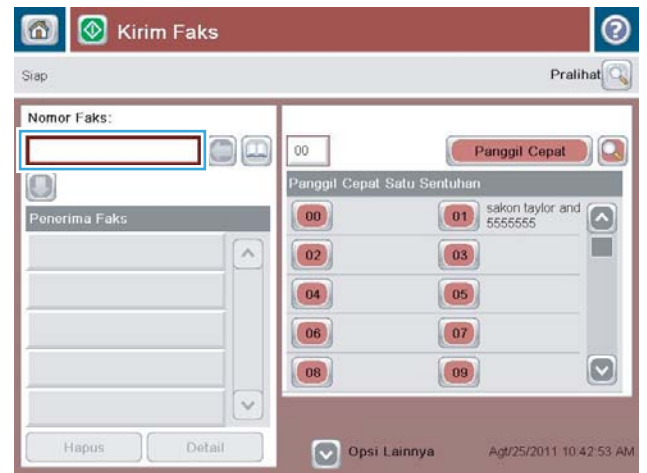 Kirim Faks
Siap
Pralihat
Nomor Faks:
00
Panggil Cepat
Panggil Cepat Satu Sentuhan
Penerima Faks
00
01
sakon taylor and
5555555
02
03
04
05
06
07
08
09
Hapus
Detail
Opsi Lainnya
Agt/25/2011 10:42:53 AM